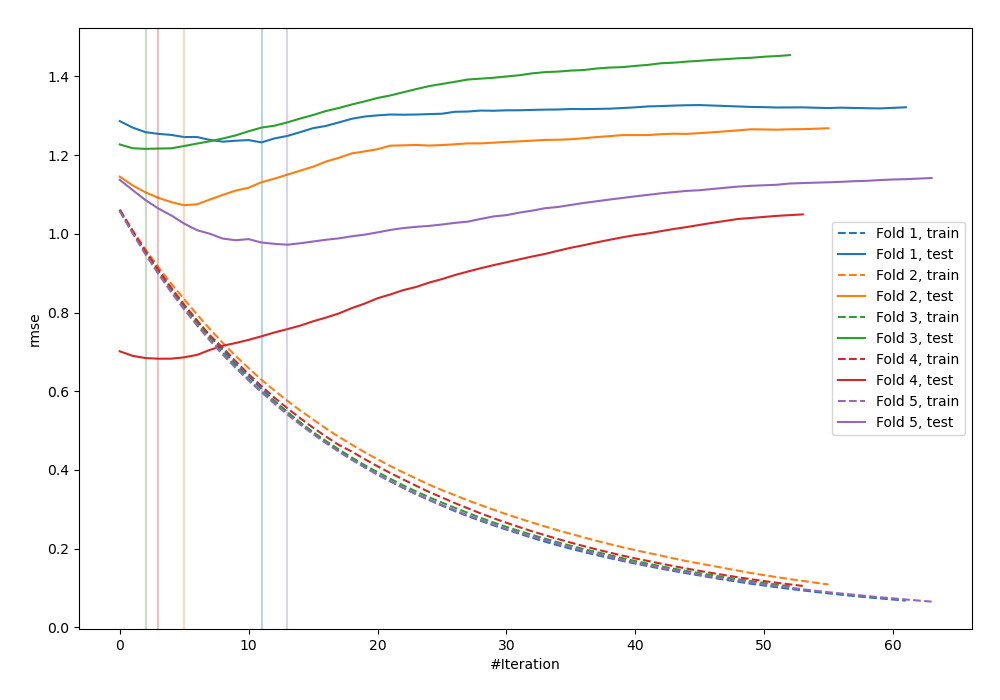 1.4
1.2
1.0
0.8
0.6
0.4
0.2
0.0
rmse
0
10
20
30
40
50
60
#Iteration
Fold 1, train
Fold 1, test
Fold 2, train
Fold 2, test
Fold 3, train
Fold 3, test
Fold 4, train
Fold 4, test
Fold 5, train
Fold 5, test